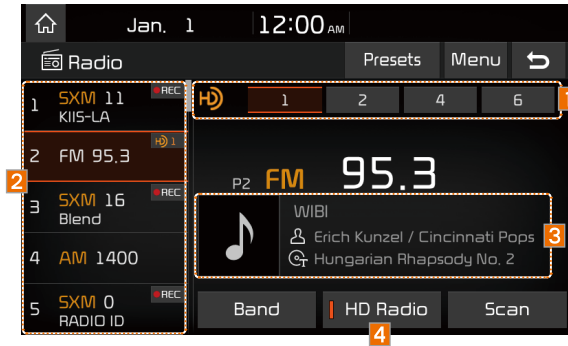 Jan. 1 12:00 AM
Radio Presets Menu
1 SXM 11 REC
KIIS-LA
2 FM 95.3 HD 1
3 SXM 16 REC
Blend
4 AM 1400
5 SXM 0 REC
RADIO ID
HD 1 2 4 6 1
2
P2 FM 95.3
WIBI
Erich Kunzel / Cincinnati Pops 3
Hungarian Rhapsody No. 2
Band HD Radio Scan
4